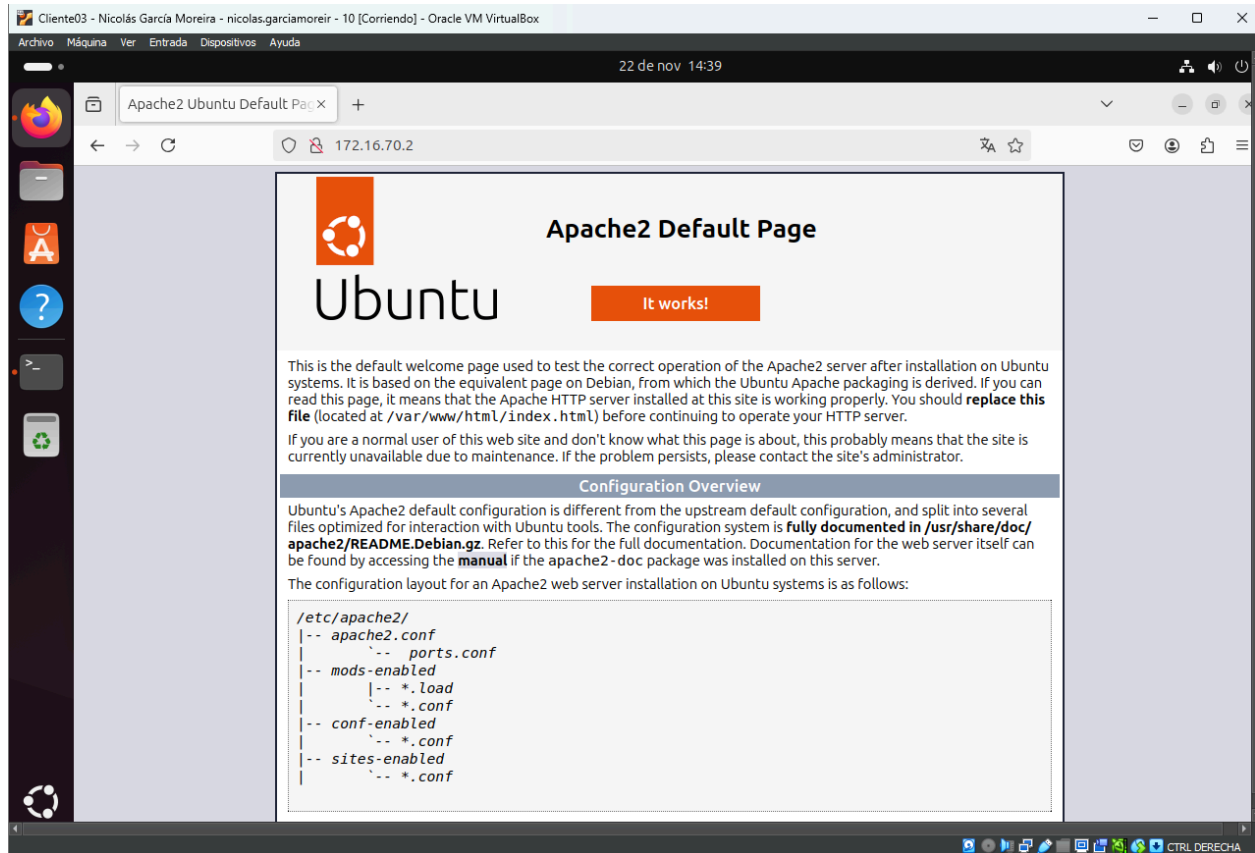 Cliente03 - Nicolás García Moreira - nicolas.garciamoreir - 10 [Corriendo] - Oracle VM VirtualBox
Archivo Máquina Ver Entrada Dispositivos Ayuda
22 de nov 14:39
Apache2 Ubuntu Default Pag
172.16.70.2
Ubuntu
Apache2 Default Page
It works!
This is the default welcome page used to test the correct operation of the Apache2 server after installation on Ubuntu
systems. It is based on the equivalent page on Debian, from which the Ubuntu Apache packaging is derived. If you can
read this page, it means that the Apache HTTP server installed at this site is working properly. You should replace this
file (located at /var/www/html/index.html) before continuing to operate your HTTP server.
If you are a normal user of this web site and don't know what this page is about, this probably means that the site is
currently unavailable due to maintenance. If the problem persists, please contact the site's administrator.
Configuration Overview
Ubuntu's Apache2 default configuration is different from the upstream default configuration, and split into several
files optimized for interaction with Ubuntu tools. The configuration system is fully documented in /usr/share/doc/
apache2/README.Debian.gz. Refer to this for the full documentation. Documentation for the web server itself can
be found by accessing the manual if the apache2-doc package was installed on this server.
The configuration layout for an Apache2 web server installation on Ubuntu systems is as follows:
/etc/apache2/
|-- apache2.conf
|       `--  ports.conf
|-- mods-enabled
|       |-- *.load
|       `-- *.conf
|-- conf-enabled
|       `-- *.conf
|-- sites-enabled
|       `-- *.conf
CTRL DERECHA